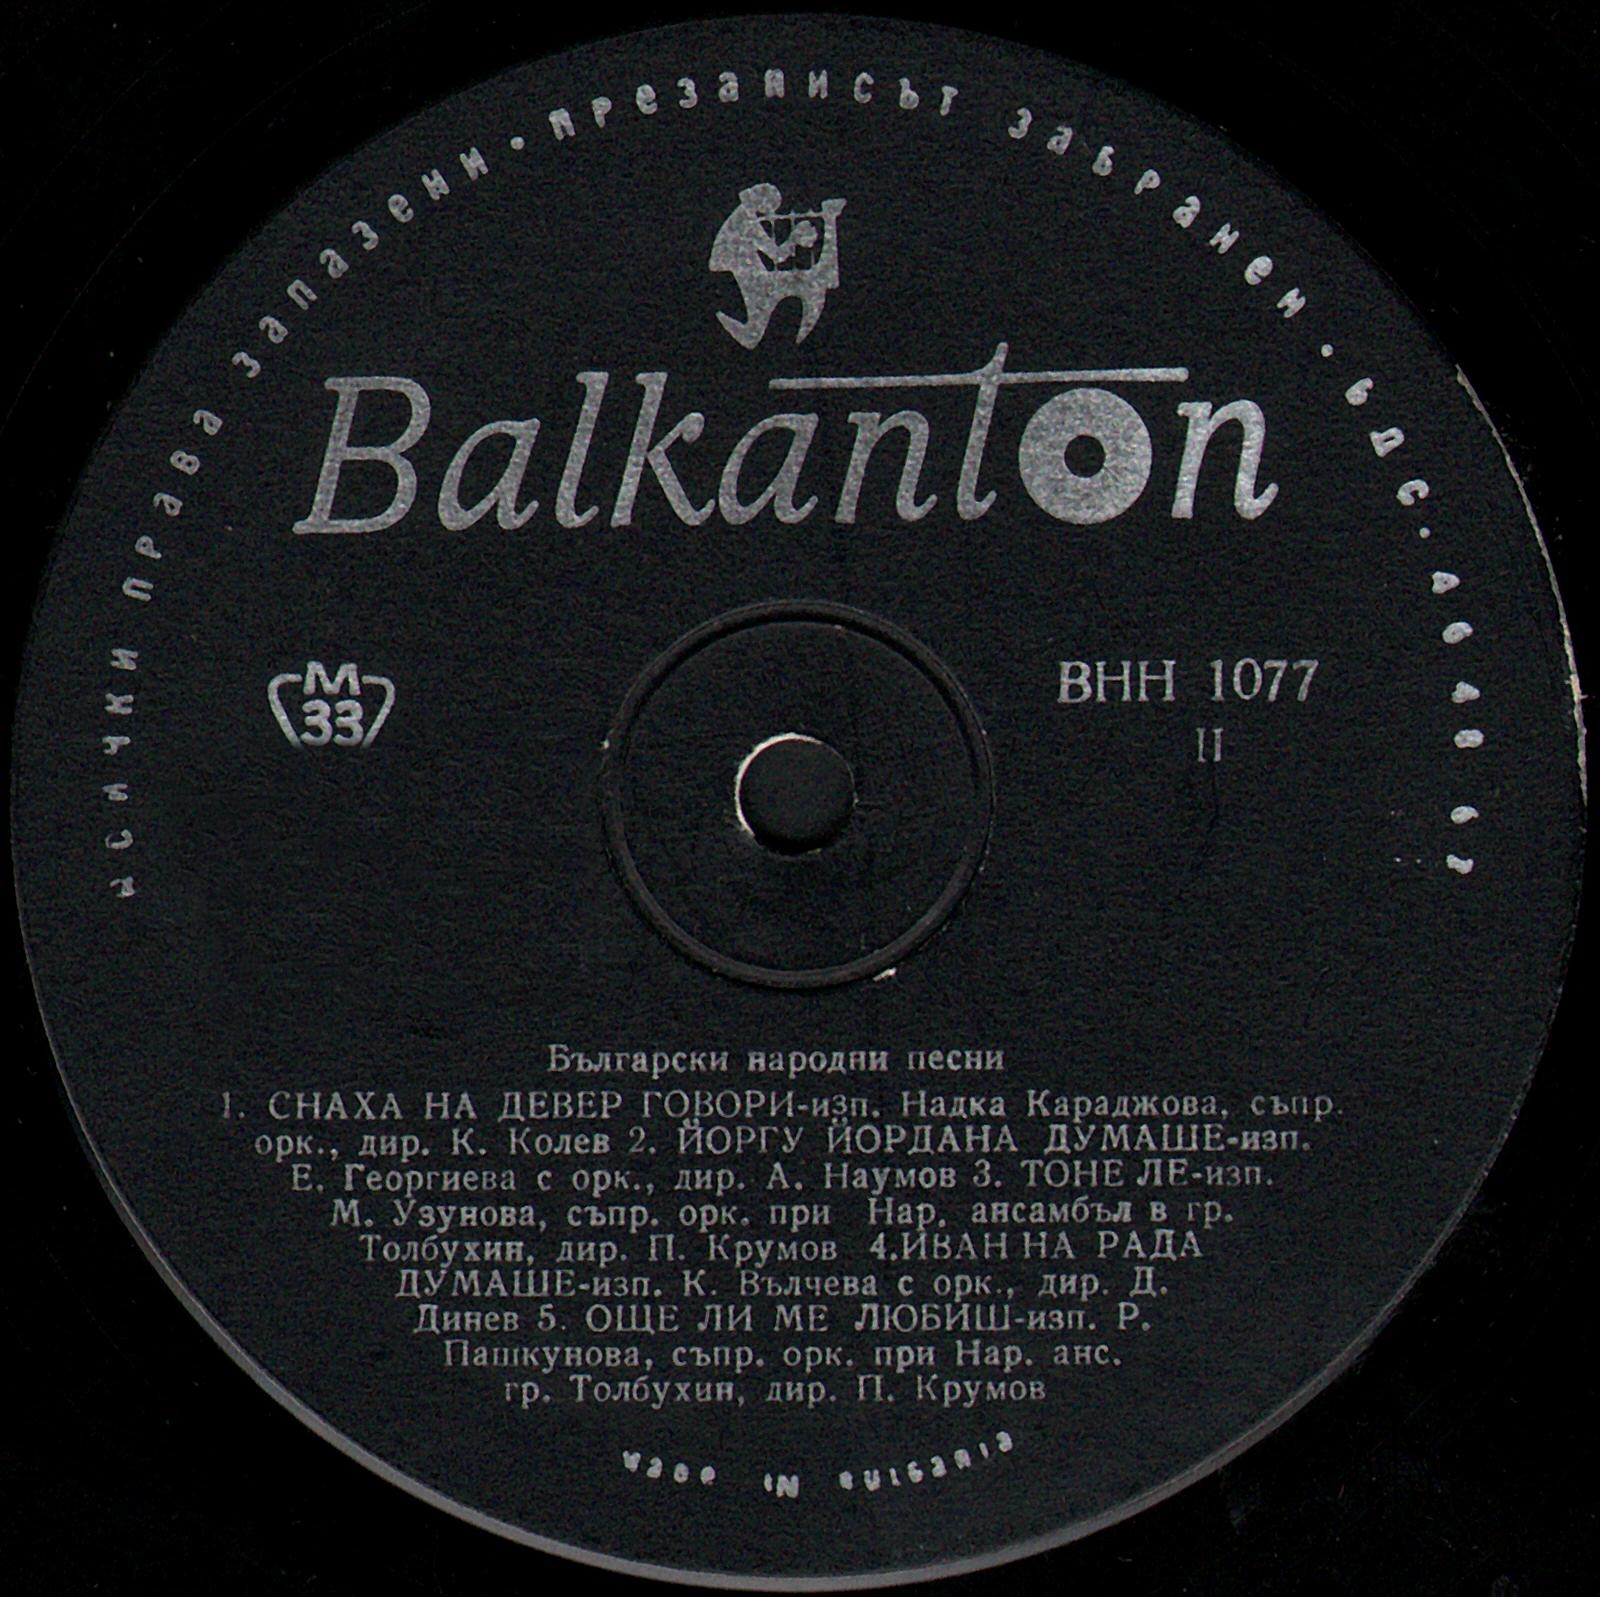 всички права запазени · презаписът забранен ·
Balkanton
М
33
ВНН 1077
II
Български народни песни
1. СНАХА НА ДЕВЕР ГОВОРИ-изп. Надка Караджова, съпр.
орк., дир. К. Колев 2. ЙОРГУ ЙОРДАНА ДУМАШЕ-изп.
Е. Георгиева с орк., дир. А. Наумов 3. ТОНЕ ЛЕ-изп.
М. Узунова, съпр. орк. при Нар. ансамбъл в гр.
Толбухин, дир. П. Крумов 4.ИВАН НА РАДА
ДУМАШЕ-изп. К. Вълчева с орк., дир. Д.
Динев 5. ОЩЕ ЛИ МЕ ЛЮБИШ-изп. Р.
Пашкунова, съпр. орк. при Нар. анс.
гр. Толбухин, дир. П. Крумов
made in bulgaria